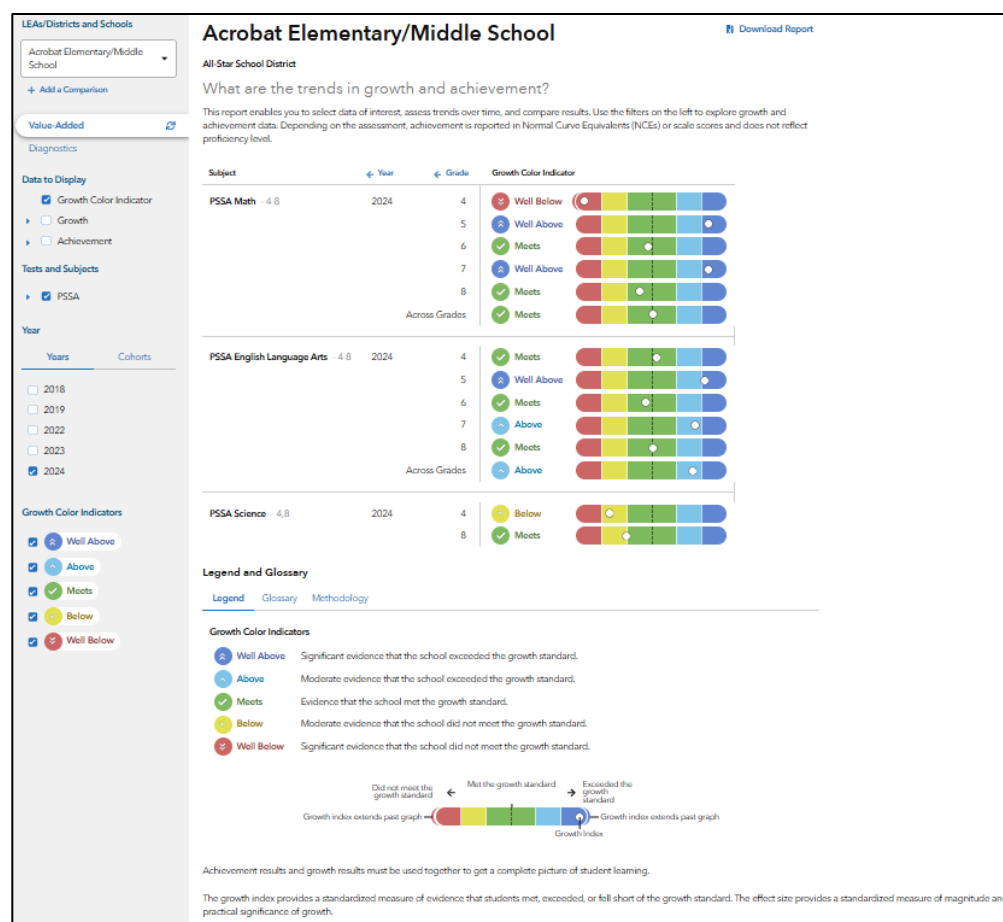 LEAs/Districts and Schools
Acrobat Elementary/Middle
School
+ Add a Comparison
Value-Added
Diagnostics
Data to Display
Growth Color Indicator
Growth
Achievement
Tests and Subjects
PSSA
Year
Years Cohorts
2018
2019
2022
2023
2024
Growth Color Indicators
Well Above
Above
Meets
Below
Well Below
Acrobat Elementary/Middle School
Download Report
All-Star School District
What are the trends in growth and achievement?
This report enables you to select data of interest, assess trends over time, and compare results. Use the filters on the left to explore growth and
achievement data. Depending on the assessment, achievement is reported in Normal Curve Equivalents (NCEs) or scale scores and does not reflect
proficiency level.
Subject Year Grade Growth Color Indicator
PSSA Math - 4-8 2024 4 Well Below
5 Well Above
6 Meets
7 Well Above
8 Meets
Across Grades Meets
PSSA English Language Arts - 4-8 2024 4 Meets
5 Well Above
6 Meets
7 Above
8 Meets
Across Grades Above
PSSA Science - 4,8 2024 4 Below
8 Meets
Legend and Glossary
Legend Glossary Methodology
Growth Color Indicators
Well Above Significant evidence that the school exceeded the growth standard.
Above Moderate evidence that the school exceeded the growth standard.
Meets Evidence that the school met the growth standard.
Below Moderate evidence that the school did not meet the growth standard.
Well Below Significant evidence that the school did not meet the growth standard.
Did not meet the
growth standard
Met the growth standard
Exceeded the
growth
standard
Growth index extends past graph
Growth index extends past graph
Growth Index
Achievement results and growth results must be used together to get a complete picture of student learning.
The growth index provides a standardized measure of evidence that students met, exceeded, or fell short of the growth standard. The effect size provides a standardized measure of magnitude an
practical significance of growth.